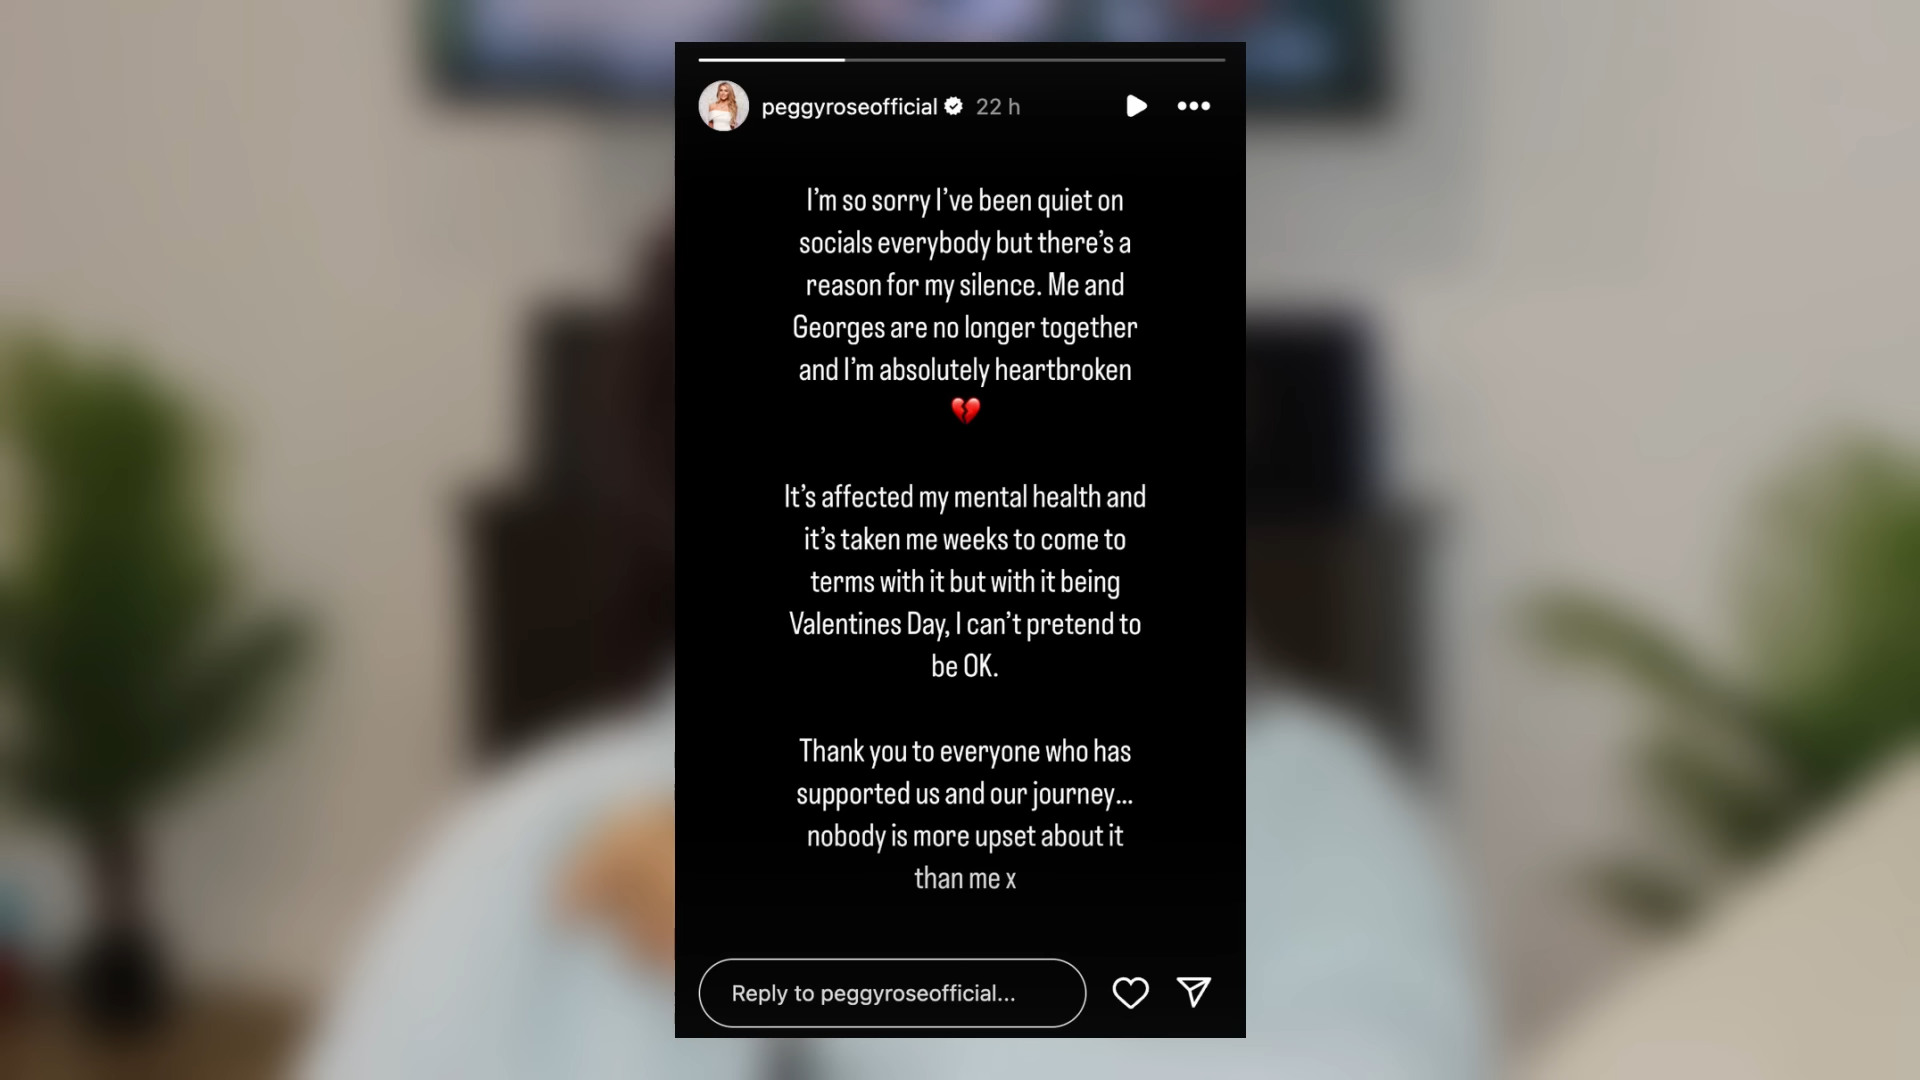 peggyroseofficial 22 h
I'm so sorry I've been quiet on
socials everybody but there's a
reason for my silence. Me and
Georges are no longer together
and I'm absolutely heartbroken
💔
It's affected my mental health and
it's taken me weeks to come to
terms with it but with it being
Valentines Day, I can't pretend to
be OK.
Thank you to everyone who has
supported us and our journey...
nobody is more upset about it
than me x
Reply to peggyroseofficial...